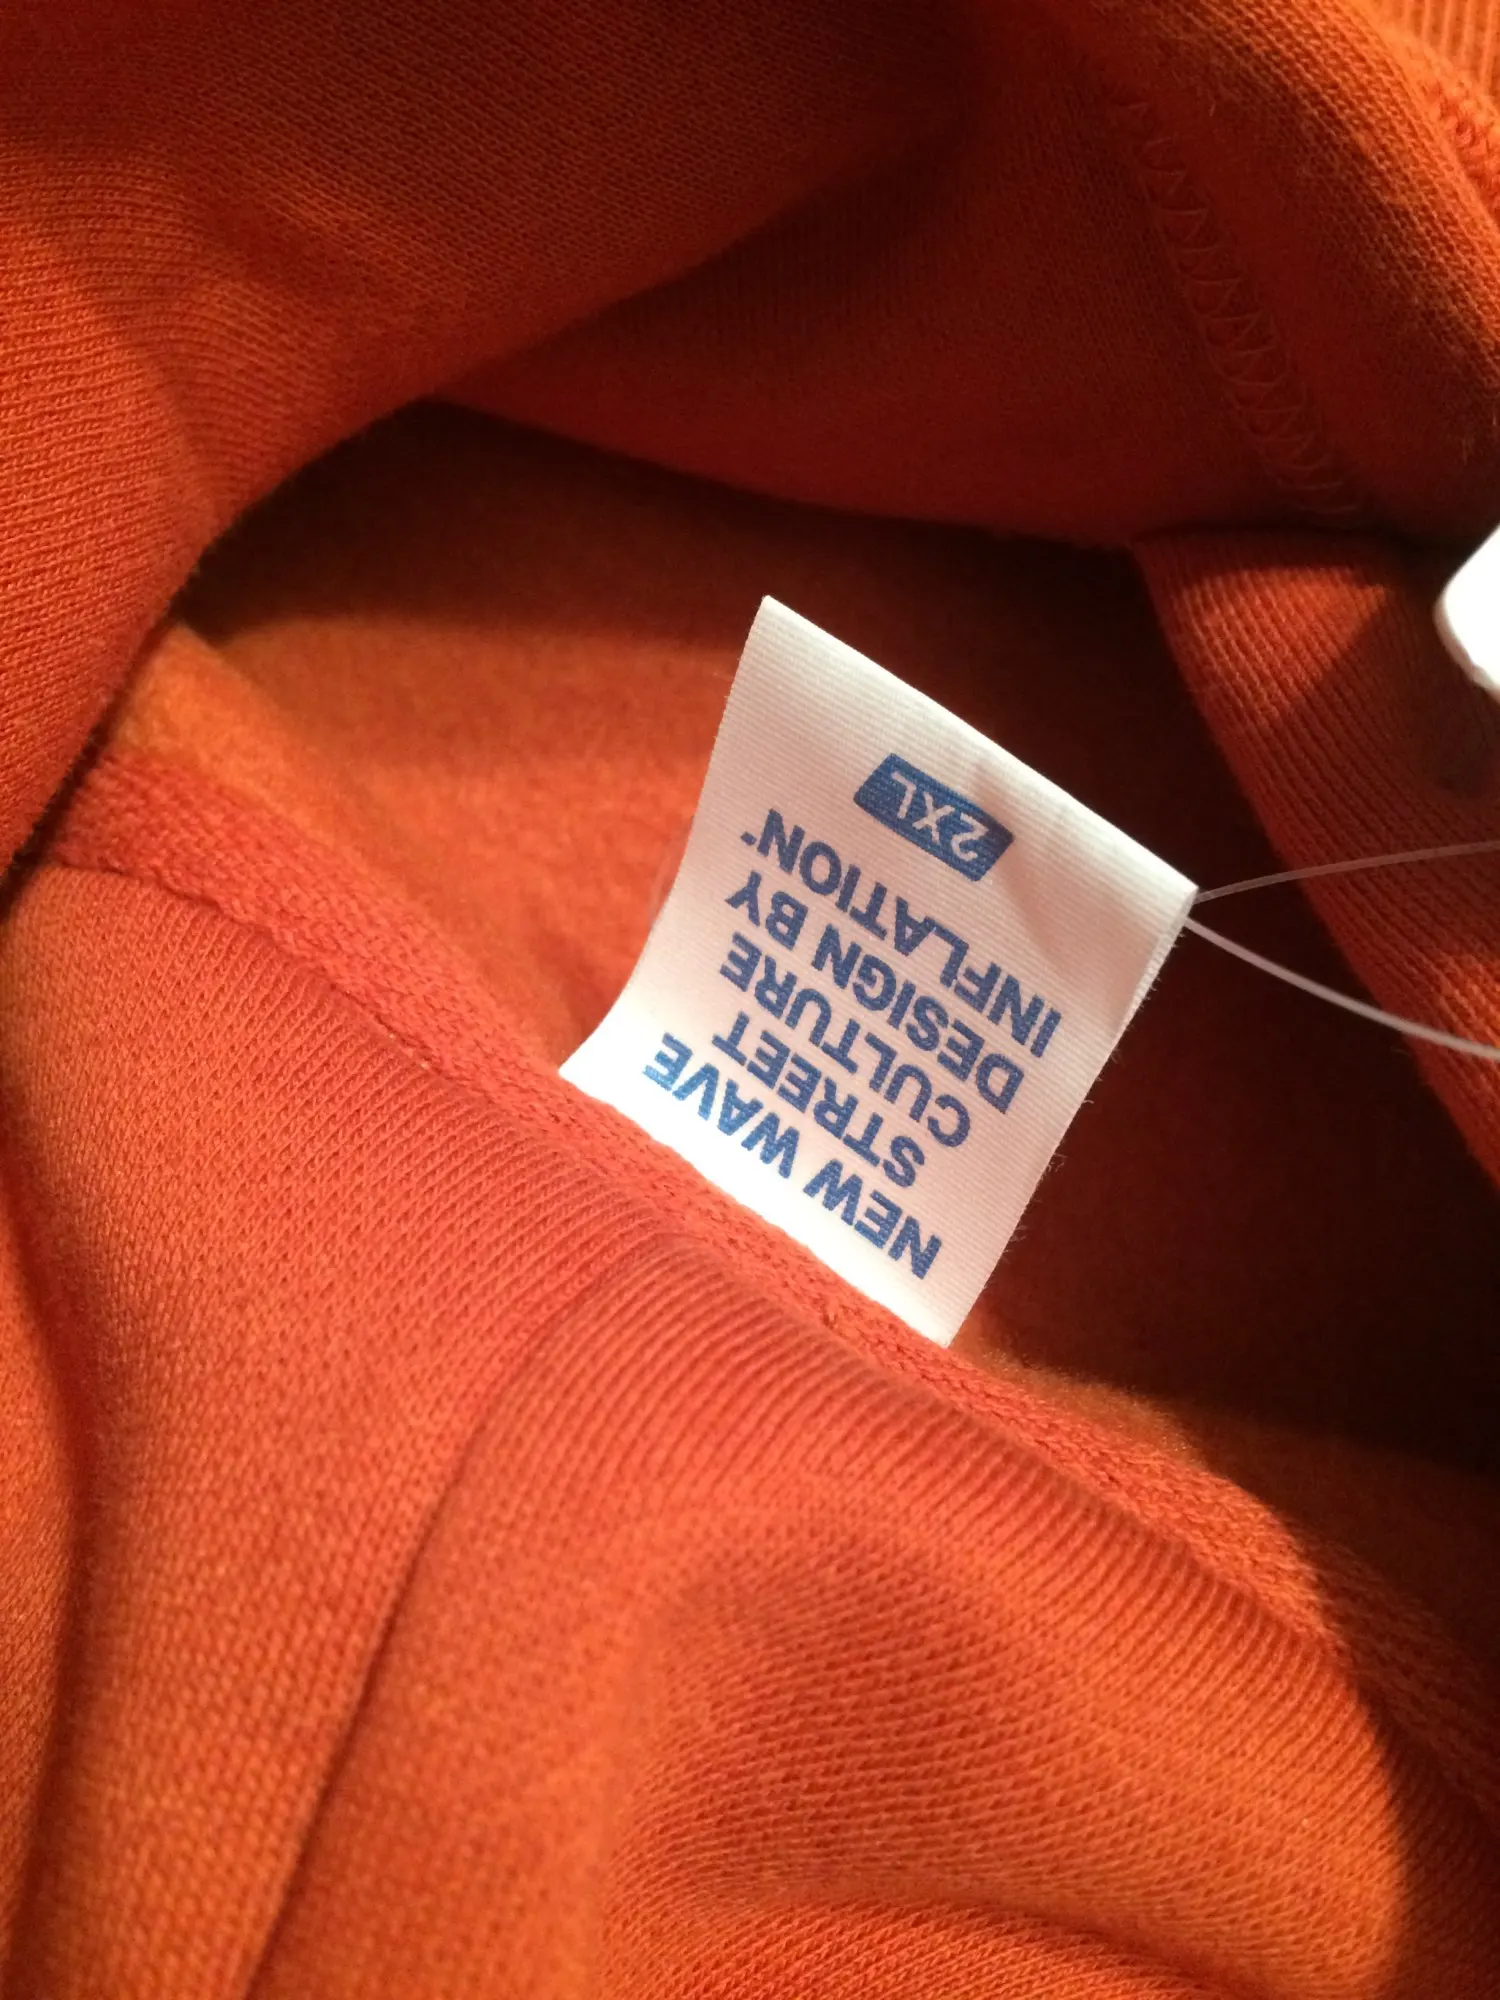 NEW WAVE
STREET
CULTURE
DESIGN BY
INFLATION
2XL